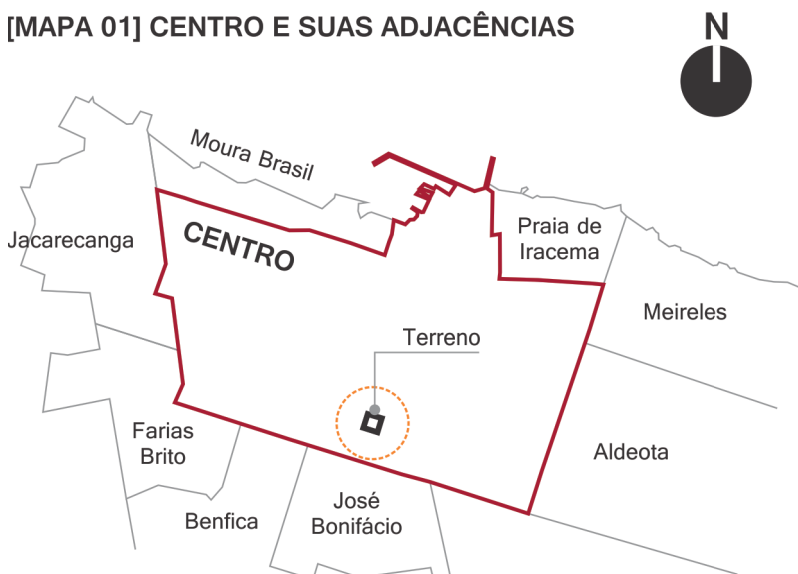 [MAPA 01] CENTRO E SUAS ADJACÊNCIAS
N
Moura Brasil
Jacarecanga
CENTRO
Praia de
Iracema
Meireles
Terreno
Farias
Brito
Aldeota
Benfica
José
Bonifácio